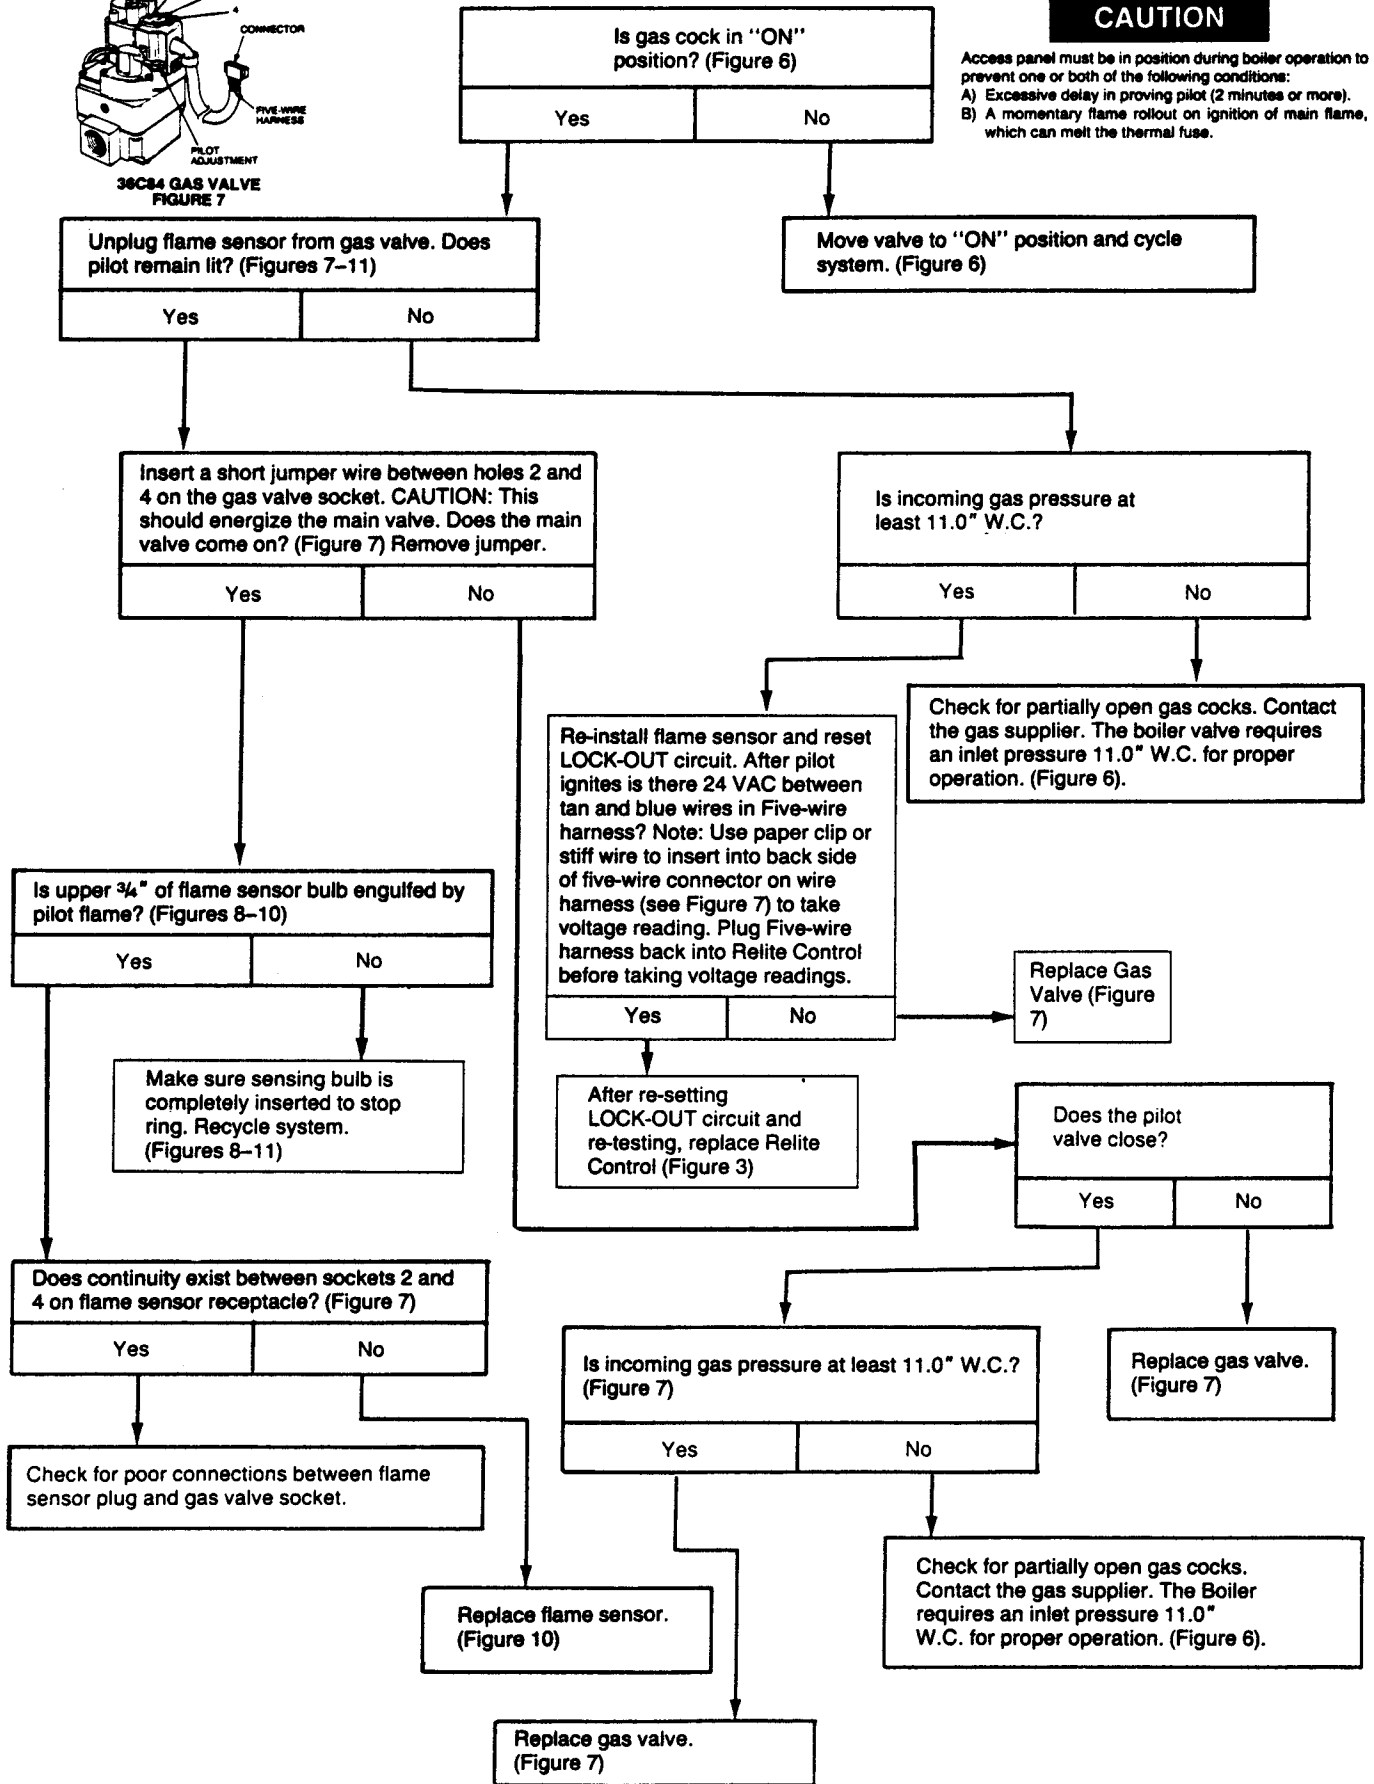 4
CONNECTOR
FIVE-WIRE
HARNESS
PILOT
ADJUSTMENT
36C84 GAS VALVE
FIGURE 7
Is gas cock in "ON"
position? (Figure 6)
Yes
No
CAUTION
Access panel must be in position during boiler operation to
prevent one or both of the following conditions:
A) Excessive delay in proving pilot (2 minutes or more).
B) A momentary flame rollout on ignition of main flame,
which can melt the thermal fuse.
Unplug flame sensor from gas valve. Does
pilot remain lit? (Figures 7–11)
Yes
No
Move valve to "ON" position and cycle
system. (Figure 6)
Insert a short jumper wire between holes 2 and
4 on the gas valve socket. CAUTION: This
should energize the main valve. Does the main
valve come on? (Figure 7) Remove jumper.
Yes
No
Is incoming gas pressure at
least 11.0" W.C.?
Yes
No
Re-install flame sensor and reset
LOCK-OUT circuit. After pilot
ignites is there 24 VAC between
tan and blue wires in Five-wire
harness? Note: Use paper clip or
stiff wire to insert into back side
of five-wire connector on wire
harness (see Figure 7) to take
voltage reading. Plug Five-wire
harness back into Relite Control
before taking voltage readings.
Yes
No
Check for partially open gas cocks. Contact
the gas supplier. The boiler valve requires
an inlet pressure 11.0" W.C. for proper
operation. (Figure 6).
Is upper ¾" of flame sensor bulb engulfed by
pilot flame? (Figures 8–10)
Yes
No
Replace Gas
Valve (Figure
7)
Make sure sensing bulb is
completely inserted to stop
ring. Recycle system.
(Figures 8–11)
After re-setting
LOCK-OUT circuit and
re-testing, replace Relite
Control (Figure 3)
Does the pilot
valve close?
Yes
No
Does continuity exist between sockets 2 and
4 on flame sensor receptacle? (Figure 7)
Yes
No
Is incoming gas pressure at least 11.0" W.C.?
(Figure 7)
Yes
No
Replace gas valve.
(Figure 7)
Check for poor connections between flame
sensor plug and gas valve socket.
Replace flame sensor.
(Figure 10)
Check for partially open gas cocks.
Contact the gas supplier. The Boiler
requires an inlet pressure 11.0"
W.C. for proper operation. (Figure 6).
Replace gas valve.
(Figure 7)